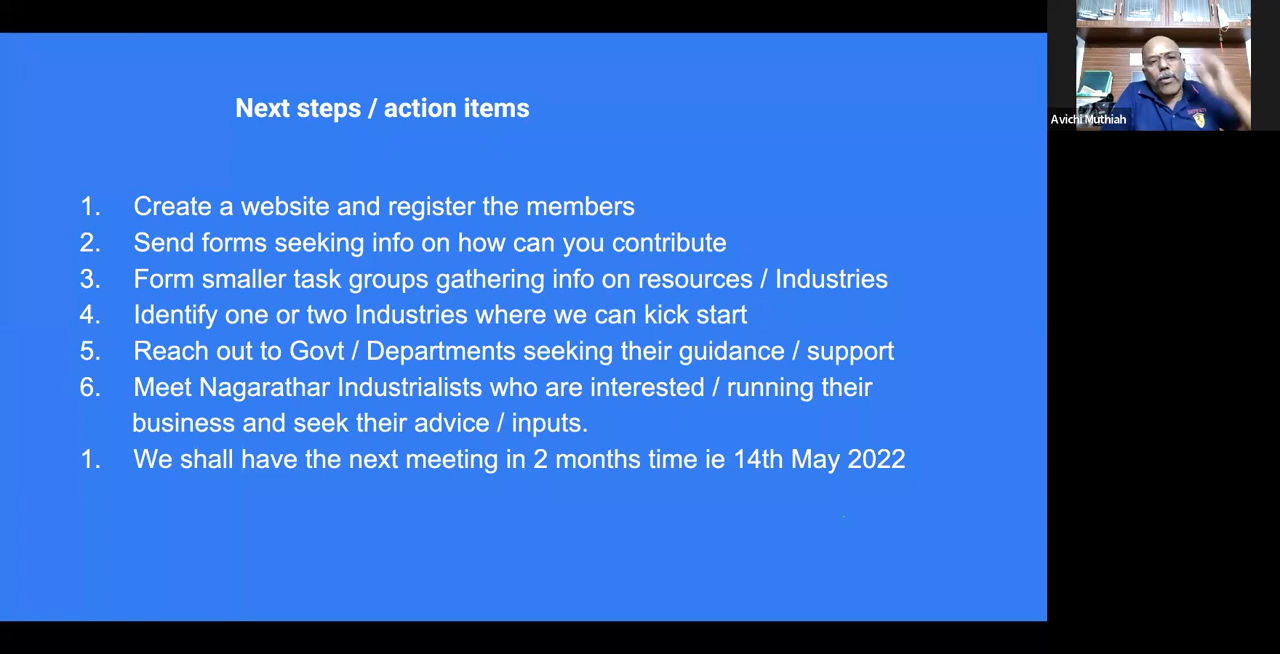 Next steps / action items
1. Create a website and register the members
2. Send forms seeking info on how can you contribute
3. Form smaller task groups gathering info on resources / Industries
4. Identify one or two Industries where we can kick start
5. Reach out to Govt / Departments seeking their guidance / support
6. Meet Nagarathar Industrialists who are interested / running their
business and seek their advice / inputs.
1. We shall have the next meeting in 2 months time ie 14th May 2022
Avichi Muthiah